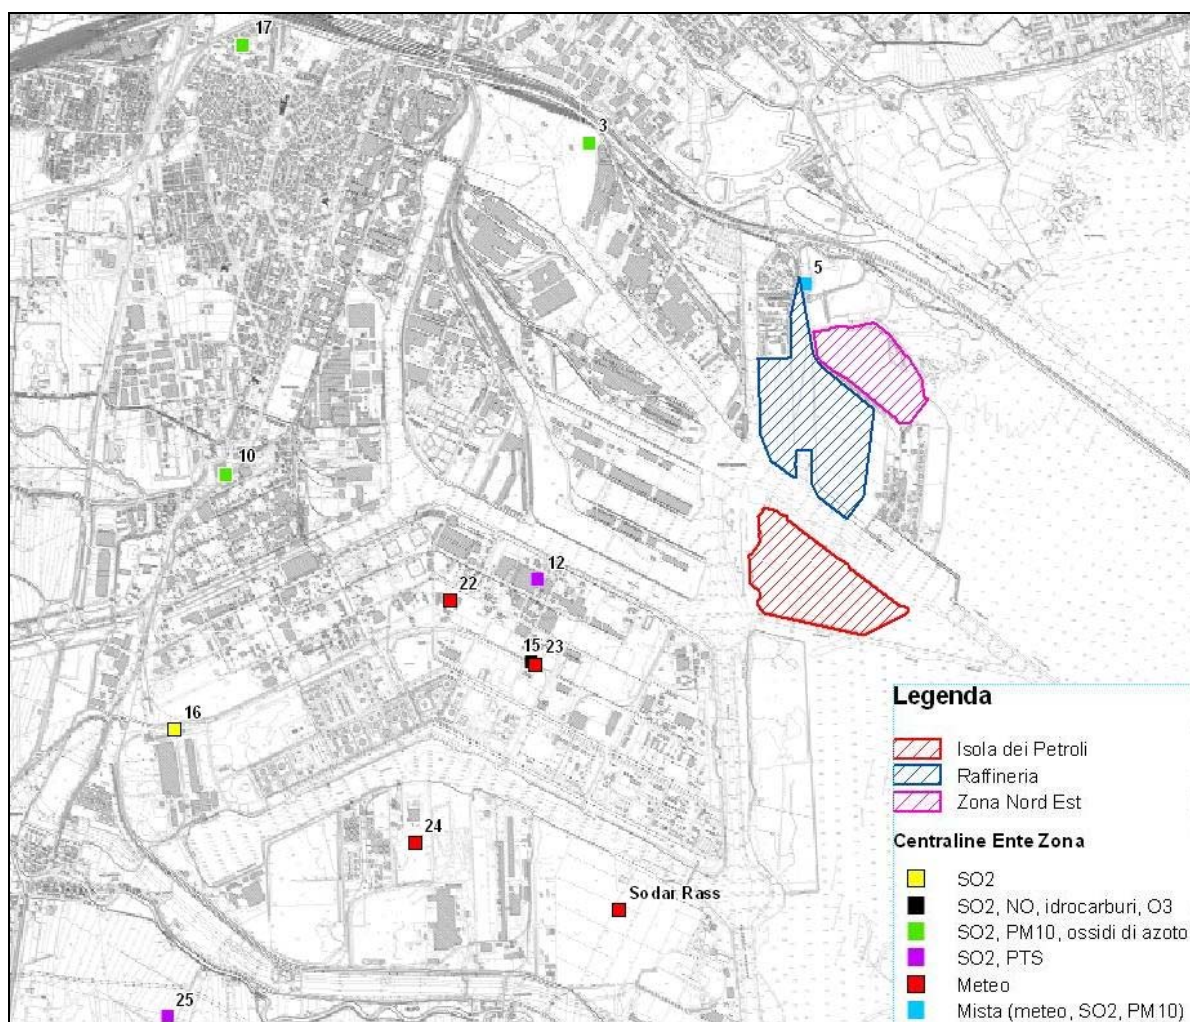 17
3
5
10
12
22
15 23
16
24
Sodar Rass
25
Legenda
Isola dei Petroli
Raffineria
Zona Nord Est
Centraline Ente Zona
SO2
SO2, NO, idrocarburi, O3
SO2, PM10, ossidi di azoto
SO2, PTS
Meteo
Mista (meteo, SO2, PM10)